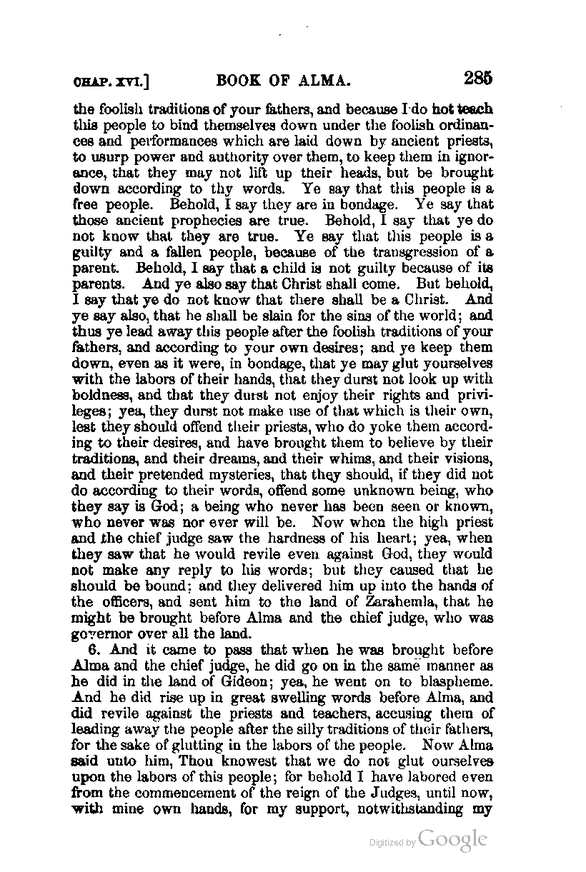 CHAP. XVI.] BOOK OF ALMA. 285
the foolish traditions of your fathers, and because I do not teach
this people to bind themselves down under the foolish ordinan-
ces and performances which are laid down by ancient priests,
to usurp power and authority over them, to keep them in ignor-
ance, that they may not lift up their heads, but be brought
down according to thy words. Ye say that this people is a
free people. Behold, I say they are in bondage. Ye say that
those ancient prophecies are true. Behold, I say that ye do
not know that they are true. Ye say that this people is a
guilty and a fallen people, because of the transgression of a
parent. Behold, I say that a child is not guilty because of its
parents. And ye also say that Christ shall come. But behold,
I say that ye do not know that there shall be a Christ. And
ye say also, that he shall be slain for the sins of the world; and
thus ye lead away this people after the foolish traditions of your
fathers, and according to your own desires; and ye keep them
down, even as it were, in bondage, that ye may glut yourselves
with the labors of their hands, that they durst not look up with
boldness, and that they durst not enjoy their rights and privi-
leges; yea, they durst not make use of that which is their own,
lest they should offend their priests, who do yoke them accord-
ing to their desires, and have brought them to believe by their
traditions, and their dreams, and their whims, and their visions,
and their pretended mysteries, that they should, if they did not
do according to their words, offend some unknown being, who
they say is God; a being who never has been seen or known,
who never was nor ever will be. Now when the high priest
and the chief judge saw the hardness of his heart; yea, when
they saw that he would revile even against God, they would
not make any reply to his words; but they caused that he
should be bound; and they delivered him up into the hands of
the officers, and sent him to the land of Zarahemla, that he
might be brought before Alma and the chief judge, who was
governor over all the land.
6. And it came to pass that when he was brought before
Alma and the chief judge, he did go on in the same manner as
he did in the land of Gideon; yea, he went on to blaspheme.
And he did rise up in great swelling words before Alma, and
did revile against the priests and teachers, accusing them of
leading away the people after the silly traditions of their fathers,
for the sake of glutting in the labors of the people. Now Alma
said unto him, Thou knowest that we do not glut ourselves
upon the labors of this people; for behold I have labored even
from the commencement of the reign of the Judges, until now,
with mine own hands, for my support, notwithstanding my
Digitized by Google